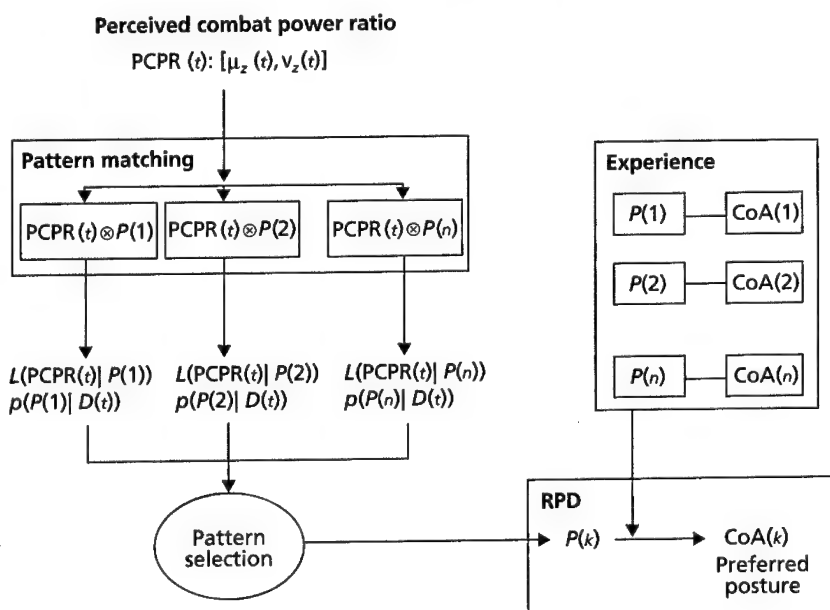 Perceived combat power ratio
PCPR (t): [μz (t), νz(t)]
Pattern matching
PCPR(t)⊗P(1)
PCPR(t)⊗P(2)
PCPR(t)⊗P(n)
L(PCPR(t)| P(1))
p(P(1)| D(t))
L(PCPR(t)| P(2))
p(P(2)| D(t))
L(PCPR(t)| P(n))
p(P(n)| D(t))
Pattern
selection
Experience
P(1)
CoA(1)
P(2)
CoA(2)
P(n)
CoA(n)
RPD
P(k)
CoA(k)
Preferred
posture